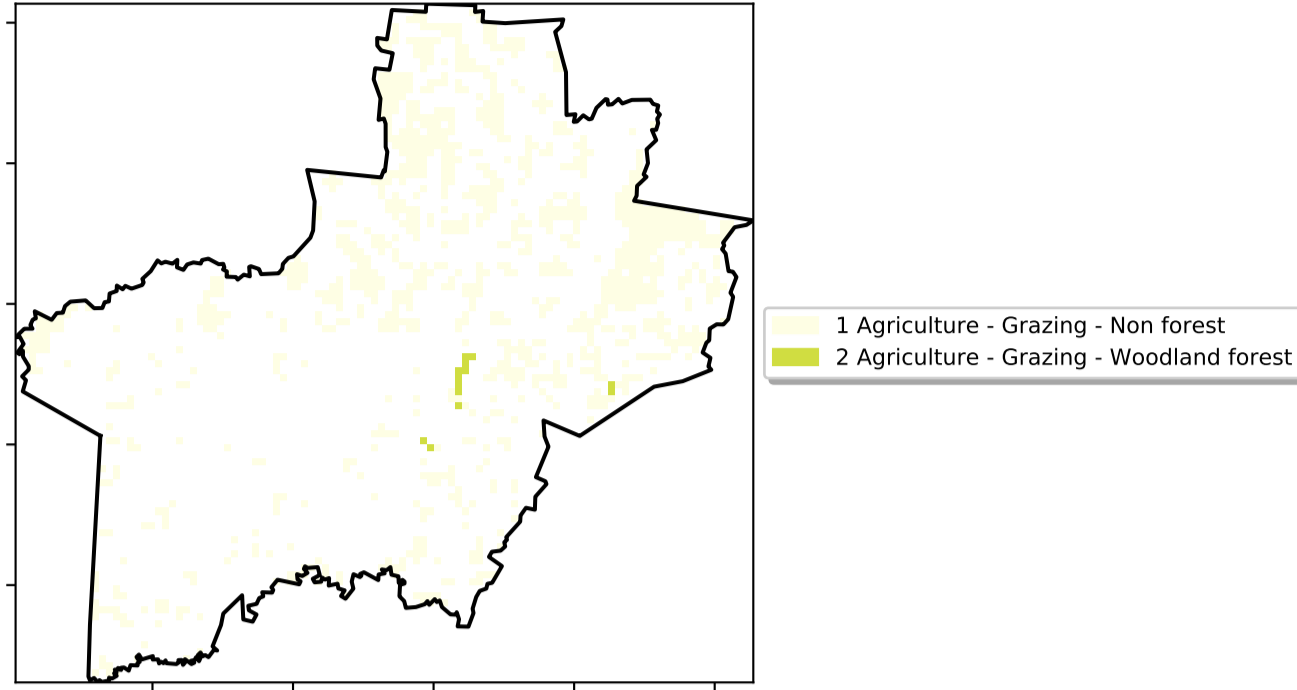 1 Agriculture - Grazing - Non forest
2 Agriculture - Grazing - Woodland forest